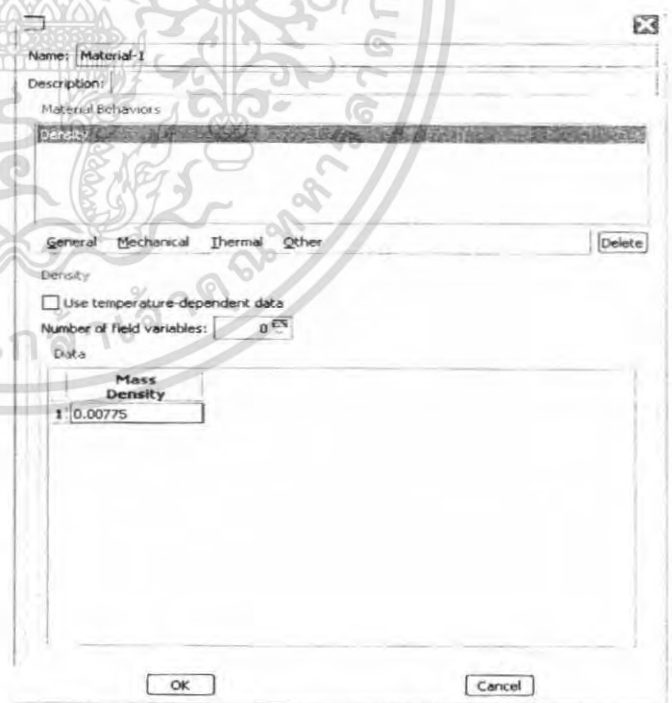 Name: Material-1
Description:
Material Behaviors
Density
General Mechanical Thermal Other Delete
Density
Use temperature-dependent data
Number of field variables: 0
Data
Mass
Density
1 0.00775
OK Cancel